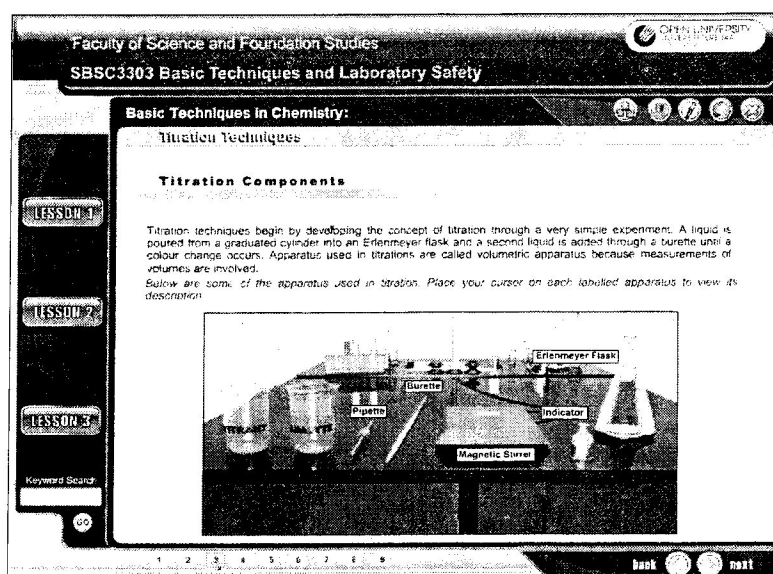 Faculty of Science and Foundation Studies
OPEN UNIVERSITY
SBSC3303 Basic Techniques and Laboratory Safety
Basic Techniques in Chemistry:
Titration Techniques
Titration Components
LESSON 1
Titration techniques begin by developing the concept of titration through a very simple experiment. A liquid is
poured from a graduated cylinder into an Erlenmeyer flask and a second liquid is added through a burette until a
colour change occurs. Apparatus used in titrations are called volumetric apparatus because measurements of
volumes are involved.
Below are some of the apparatus used in titration. Place your cursor on each labelled apparatus to view its
description
LESSON 2
Erlenmeyer Flask
Burette
Pipette
Indicator
LESSON 3
TITRANT
Magnetic Stirrer
Keyword Search
GO
1 2 3 4 5 6 7 8 9
back
next